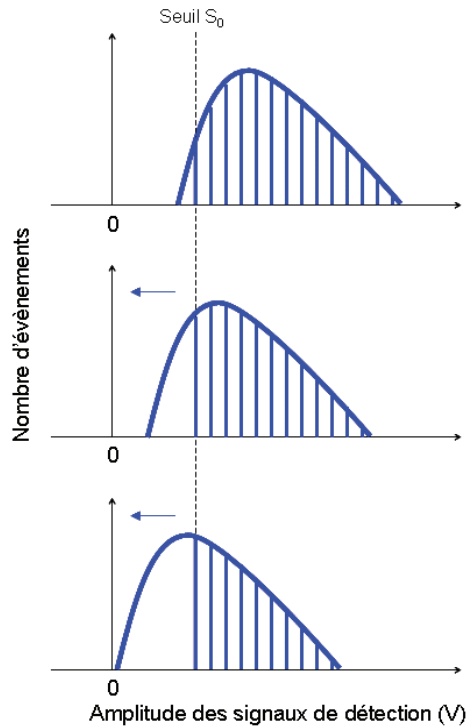 Seuil S₀
0
Nombre d'évènements
0
0
Amplitude des signaux de détection (V)